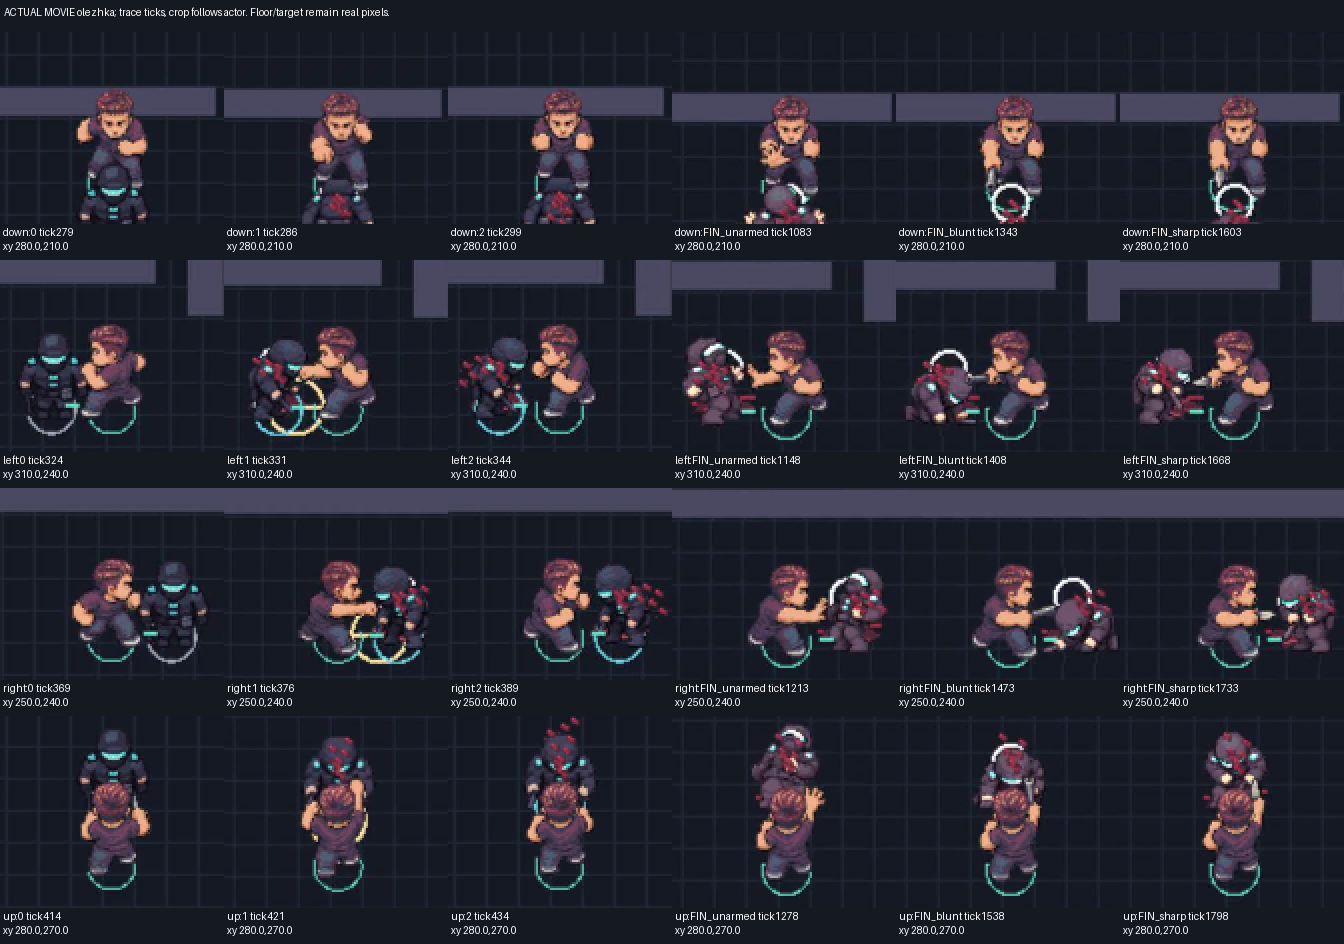 ACTUAL MOVIE olezhka; trace ticks, crop follows actor. Floor/target remain real pixels.
down:0 tick279
xy 280.0,210.0
down:1 tick286
xy 280.0,210.0
down:2 tick299
xy 280.0,210.0
down:FIN_unarmed tick1083
xy 280.0,210.0
down:FIN_blunt tick1343
xy 280.0,210.0
down:FIN_sharp tick1603
xy 280.0,210.0
left:0 tick324
xy 310.0,240.0
left:1 tick331
xy 310.0,240.0
left:2 tick344
xy 310.0,240.0
left:FIN_unarmed tick1148
xy 310.0,240.0
left:FIN_blunt tick1408
xy 310.0,240.0
left:FIN_sharp tick1668
xy 310.0,240.0
right:0 tick369
xy 250.0,240.0
right:1 tick376
xy 250.0,240.0
right:2 tick389
xy 250.0,240.0
right:FIN_unarmed tick1213
xy 250.0,240.0
right:FIN_blunt tick1473
xy 250.0,240.0
right:FIN_sharp tick1733
xy 250.0,240.0
up:0 tick414
xy 280.0,270.0
up:1 tick421
xy 280.0,270.0
up:2 tick434
xy 280.0,270.0
up:FIN_unarmed tick1278
xy 280.0,270.0
up:FIN_blunt tick1538
xy 280.0,270.0
up:FIN_sharp tick1798
xy 280.0,270.0